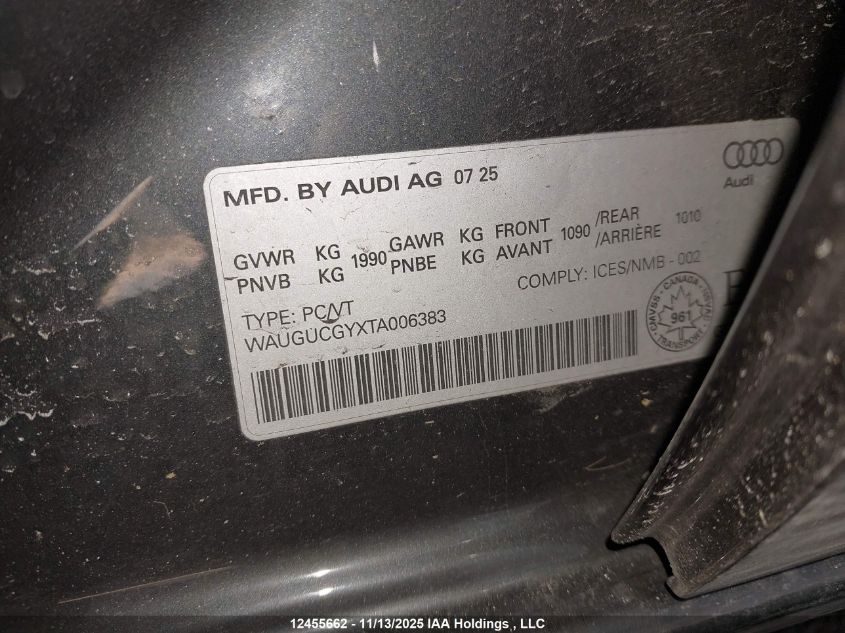 MFD. BY AUDI AG 07 25
Audi
GVWR KG 1990 GAWR KG FRONT 1090 /REAR 1010
PNVB KG PNBE KG AVANT /ARRIÈRE
COMPLY: ICES/NMB - 002
TYPE: PC/VT
WAUGUCGYXTA006383
CMVSS - CANADA - NSVAC
961
TRANSPORT
12455662 - 11/13/2025 IAA Holdings , LLC